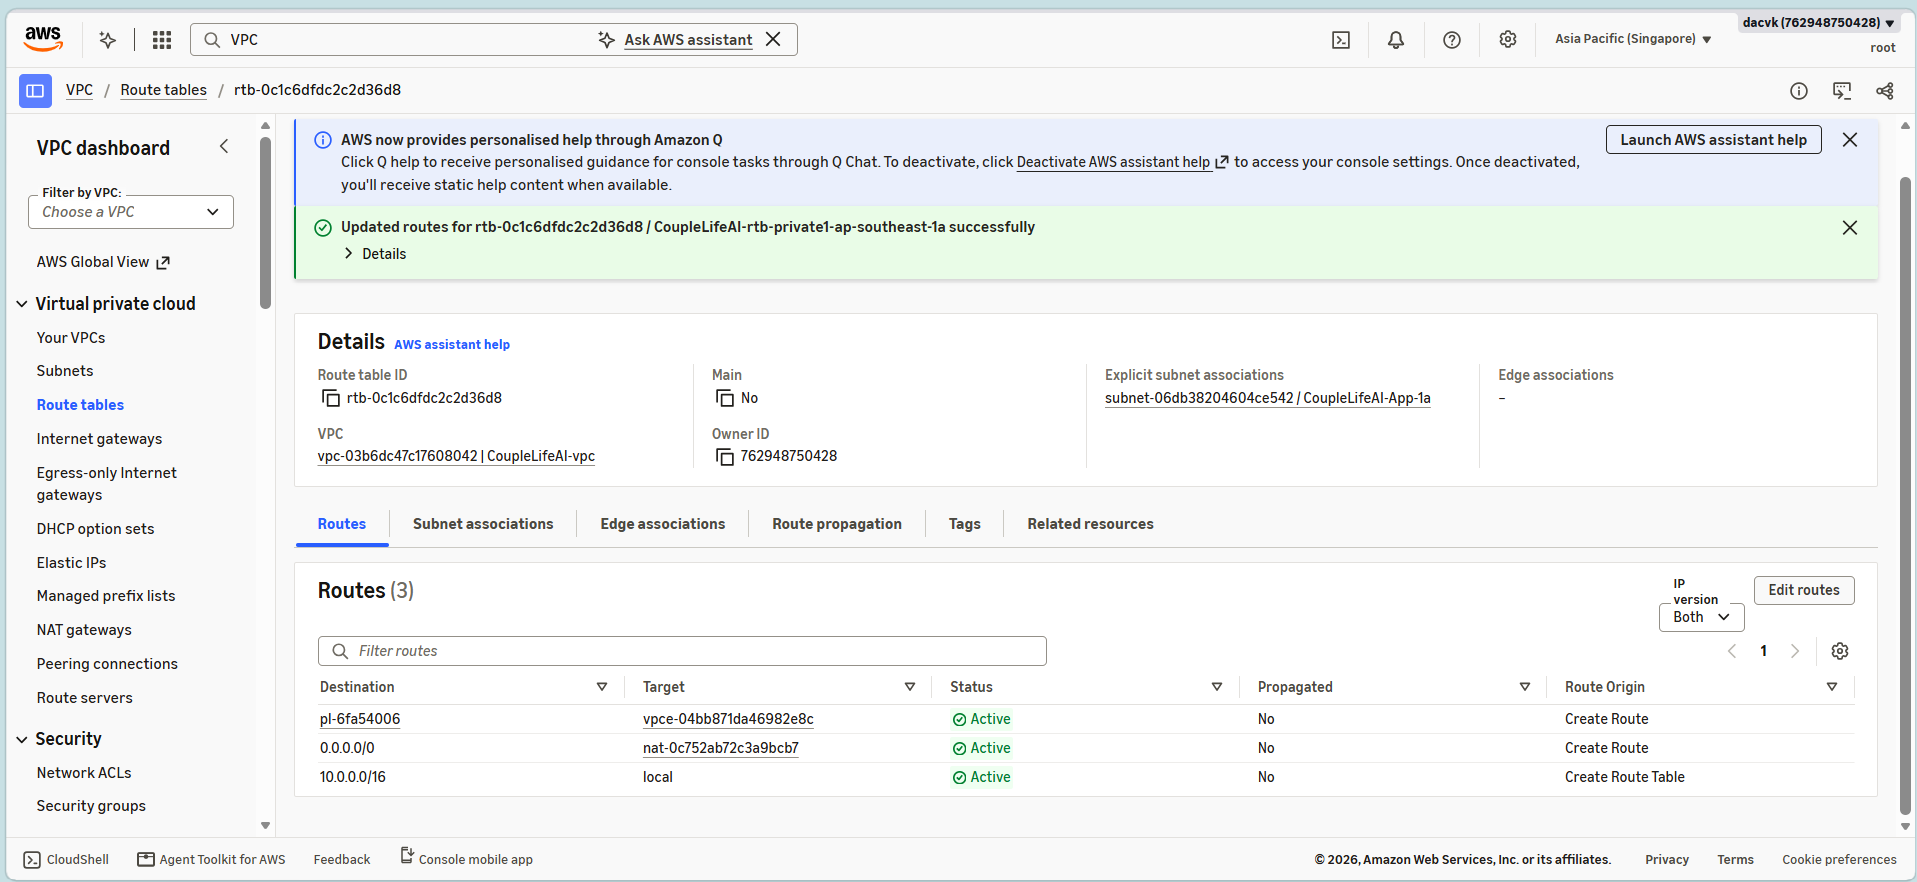 aws
VPC
Ask AWS assistant
Asia Pacific (Singapore)
dacvk (762948750428)
root
VPC / Route tables / rtb-0c1c6dfdc2c2d36d8
VPC dashboard
Filter by VPC:
Choose a VPC
AWS Global View
Virtual private cloud
Your VPCs
Subnets
Route tables
Internet gateways
Egress-only Internet
gateways
DHCP option sets
Elastic IPs
Managed prefix lists
NAT gateways
Peering connections
Route servers
Security
Network ACLs
Security groups
AWS now provides personalised help through Amazon Q
Click Q help to receive personalised guidance for console tasks through Q Chat. To deactivate, click Deactivate AWS assistant help to access your console settings. Once deactivated,
you'll receive static help content when available.
Launch AWS assistant help
Updated routes for rtb-0c1c6dfdc2c2d36d8 / CoupleLifeAI-rtb-private1-ap-southeast-1a successfully
Details
Details AWS assistant help
Route table ID
rtb-0c1c6dfdc2c2d36d8
Main
No
Explicit subnet associations
subnet-06db38204604ce542 / CoupleLifeAI-App-1a
Edge associations
–
VPC
vpc-03b6dc47c17608042 | CoupleLifeAI-vpc
Owner ID
762948750428
Routes Subnet associations Edge associations Route propagation Tags Related resources
Routes (3)
IP
version
Both
Edit routes
Filter routes
1
Destination Target Status Propagated Route Origin
pl-6fa54006 vpce-04bb871da46982e8c Active No Create Route
0.0.0.0/0 nat-0c752ab72c3a9bcb7 Active No Create Route
10.0.0.0/16 local Active No Create Route Table
CloudShell Agent Toolkit for AWS Feedback Console mobile app
© 2026, Amazon Web Services, Inc. or its affiliates. Privacy Terms Cookie preferences